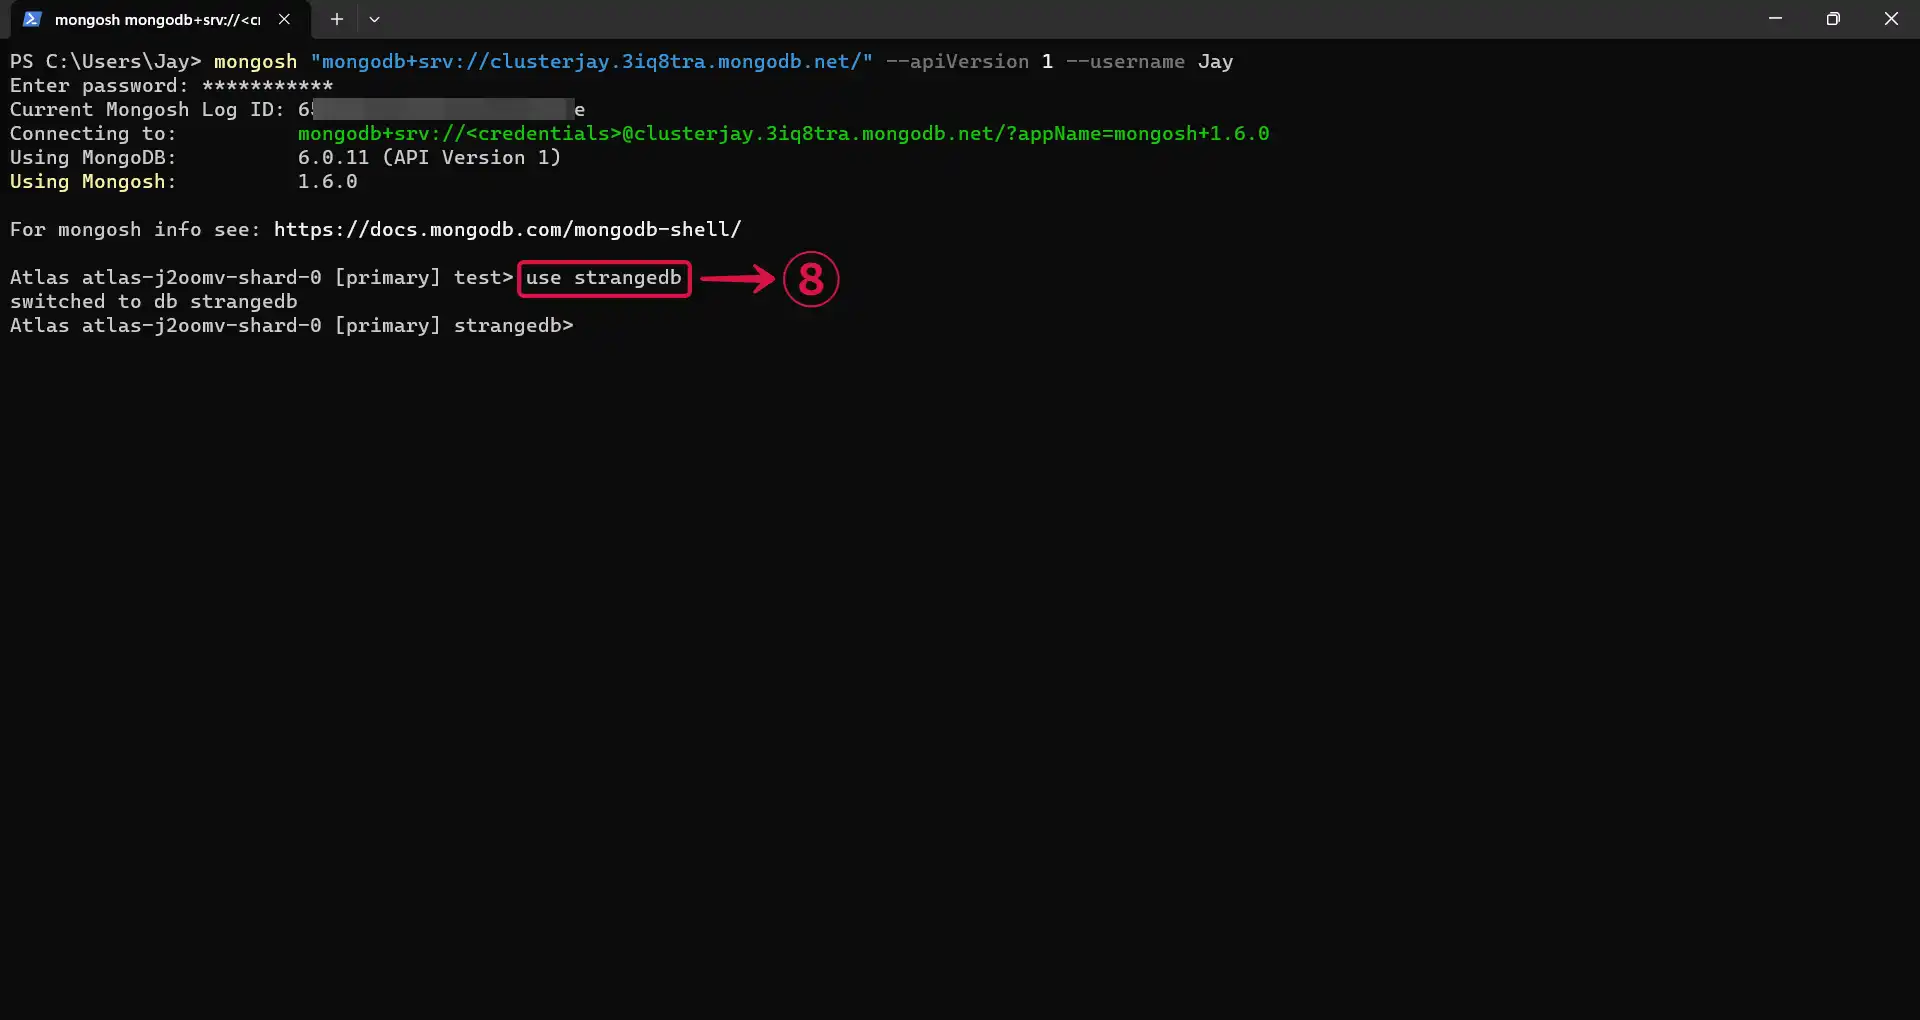 mongosh mongodb+srv://<cr
PS C:\Users\Jay> mongosh "mongodb+srv://clusterjay.3iq8tra.mongodb.net/" --apiVersion 1 --username Jay
Enter password: ***********
Current Mongosh Log ID: 6 e
Connecting to: mongodb+srv://<credentials>@clusterjay.3iq8tra.mongodb.net/?appName=mongosh+1.6.0
Using MongoDB: 6.0.11 (API Version 1)
Using Mongosh: 1.6.0
For mongosh info see: https://docs.mongodb.com/mongodb-shell/
Atlas atlas-j2oomv-shard-0 [primary] test> use strangedb 8
switched to db strangedb
Atlas atlas-j2oomv-shard-0 [primary] strangedb>